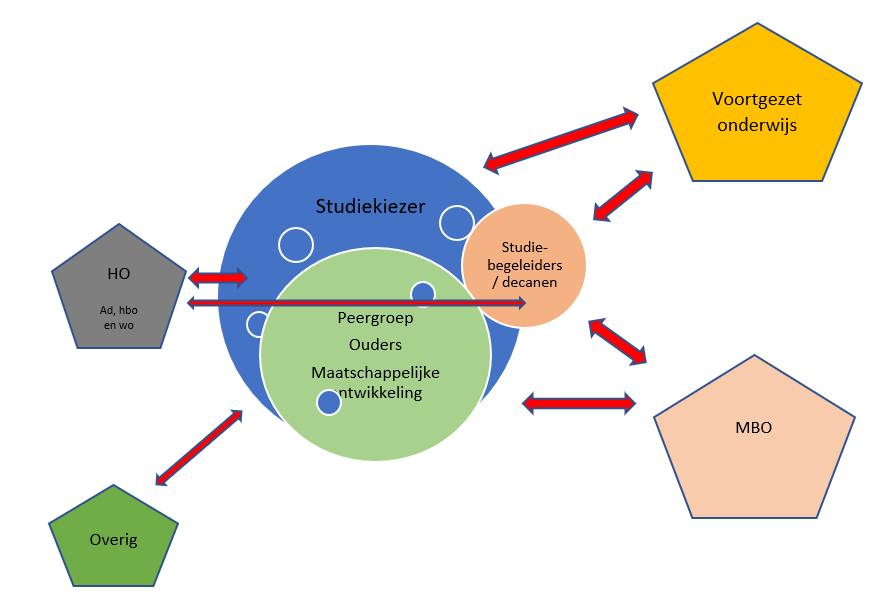 Voortgezet
onderwijs
Studiekiezer
Studie-
begeleiders
/ decanen
HO
Ad, hbo
en wo
Peergroep
Ouders
Maatschappelijke
ntwikkeling
MBO
Overig